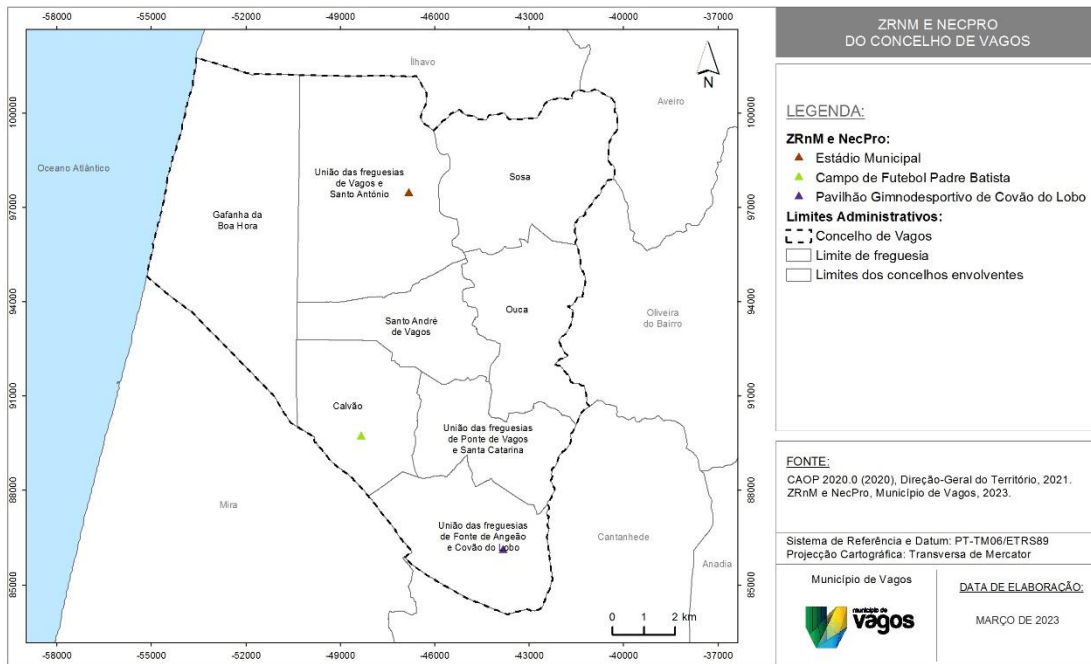 -58000 -55000 -52000 -49000 -46000 -43000 -40000 -37000
100000
97000
94000
91000
88000
85000
Ílhavo
N
Aveiro
Oceano Atlântico
União das freguesias
de Vagos e
Santo António
Sosa
Gafanha da
Boa Hora
Santo André
de Vagos
Ouca
Oliveira
do Bairro
Calvão
União das freguesias
de Ponte de Vagos
e Santa Catarina
Mira
União das freguesias
de Fonte de Angeão
e Covão do Lobo
Cantanhede
Anadia
0 1 2 km
100000
97000
94000
91000
88000
85000
-58000 -55000 -52000 -49000 -46000 -43000 -40000 -37000
ZRNM E NECPRO
DO CONCELHO DE VAGOS
LEGENDA:
ZRnM e NecPro:
Estádio Municipal
Campo de Futebol Padre Batista
Pavilhão Gimnodesportivo de Covão do Lobo
Limites Administrativos:
Concelho de Vagos
Limite de freguesia
Limites dos concelhos envolventes
FONTE:
CAOP 2020.0 (2020), Direção-Geral do Território, 2021.
ZRnM e NecPro, Município de Vagos, 2023.
Sistema de Referência e Datum: PT-TM06/ETRS89
Projecção Cartográfica: Transversa de Mercator
Município de Vagos
município de
vagos
DATA DE ELABORAÇÃO:
MARÇO DE 2023